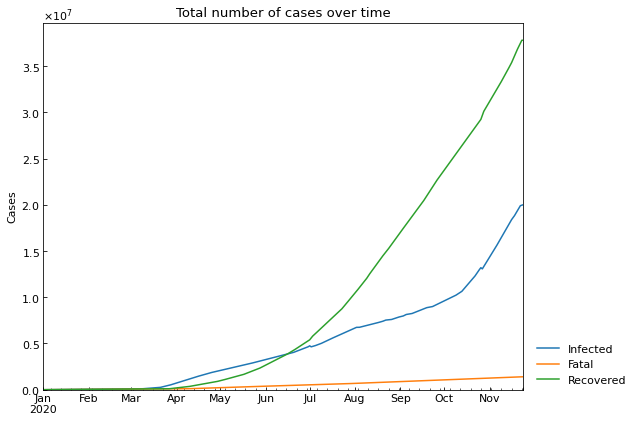 Total number of cases over time
×10⁷
3.5
3.0
2.5
2.0
1.5
1.0
0.5
0.0
Cases
Jan Feb Mar Apr May Jun Jul Aug Sep Oct Nov
2020
Infected
Fatal
Recovered